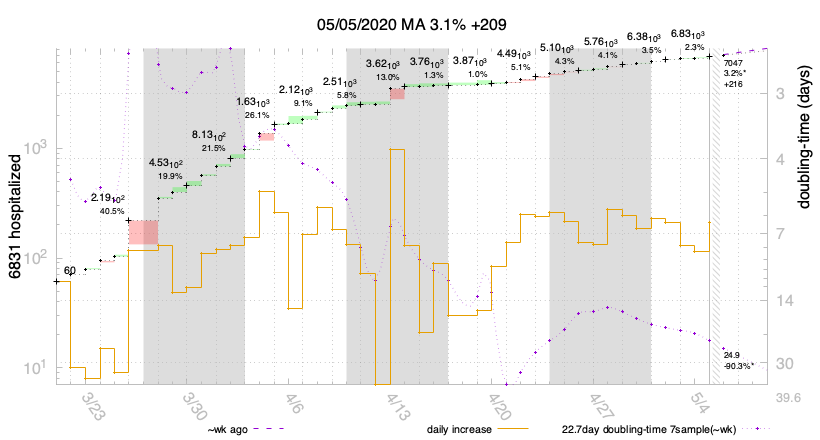 05/05/2020 MA 3.1% +209
3.62₁₀3 3.76₁₀3 3.87₁₀3 4.49₁₀3 5.10₁₀3 5.76₁₀3 6.38₁₀3 6.83₁₀3
13.0% 1.3% 1.0% 5.1% 4.3% 4.1% 3.5% 2.3%
7047
3.2%*
+216
1.63₁₀3 2.12₁₀3 2.51₁₀3
26.1% 9.1% 5.8%
4.53₁₀2 8.13₁₀2
19.9% 21.5%
2.19₁₀2
40.5%
60
24.9
-90.3%*
6831 hospitalized
10³
10²
10¹
doubling-time (days)
3
4
7
14
30
39.6
3/23 3/30 4/6 4/13 4/20 4/27 5/4
~wk ago daily increase 22.7day doubling-time 7sample(~wk)